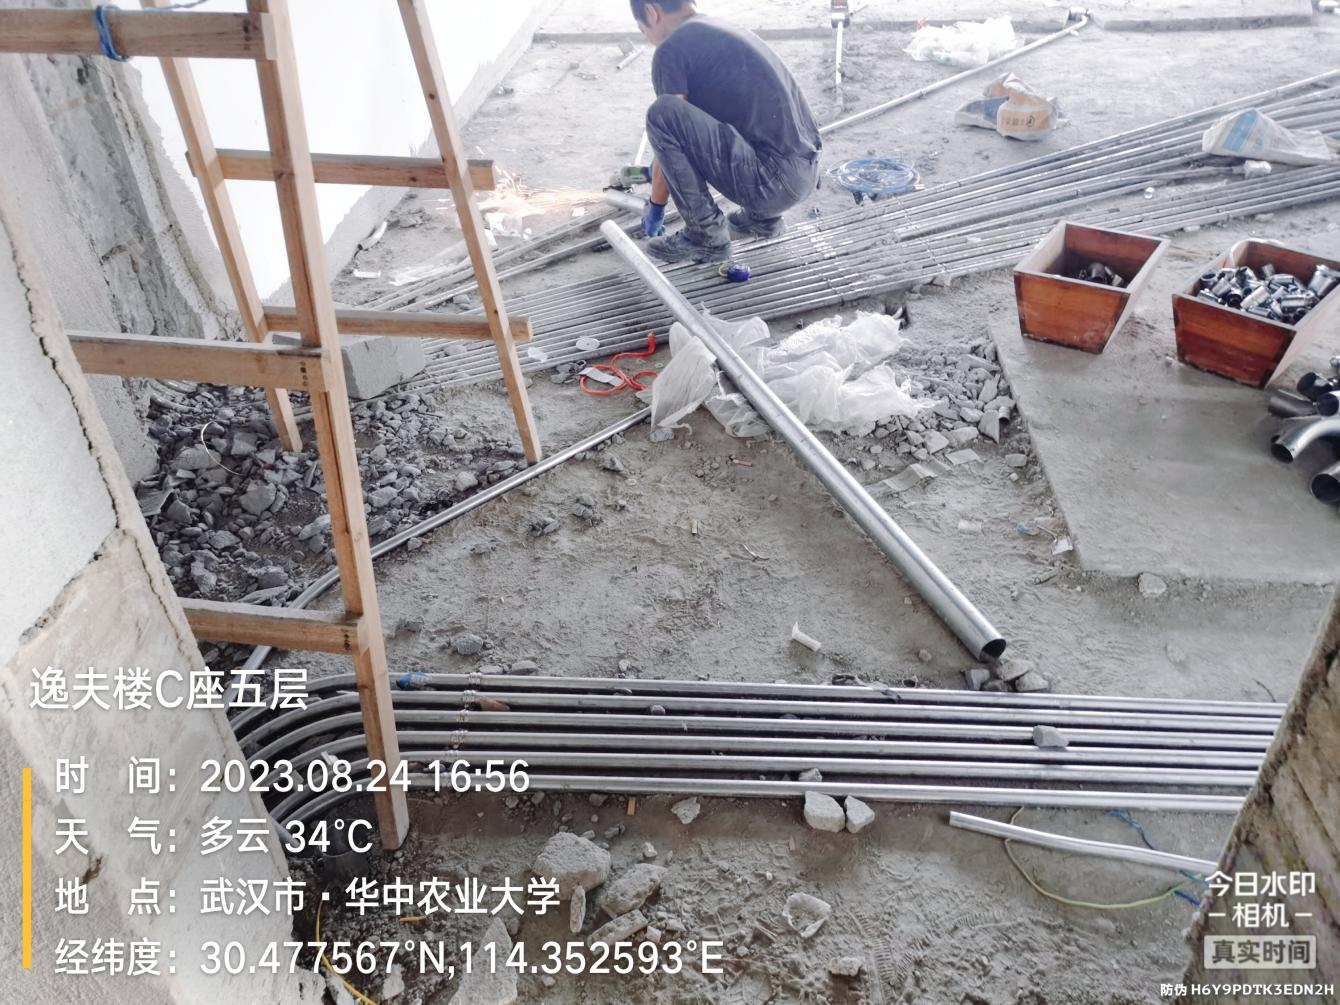 逸夫楼C座五层
时 间：2023.08.24 16:56
天 气：多云 34℃
地 点：武汉市·华中农业大学
经纬度：30.477567°N,114.352593°E
今日水印
相机
真实时间
防伪 H6Y9PDTK3EDN2H